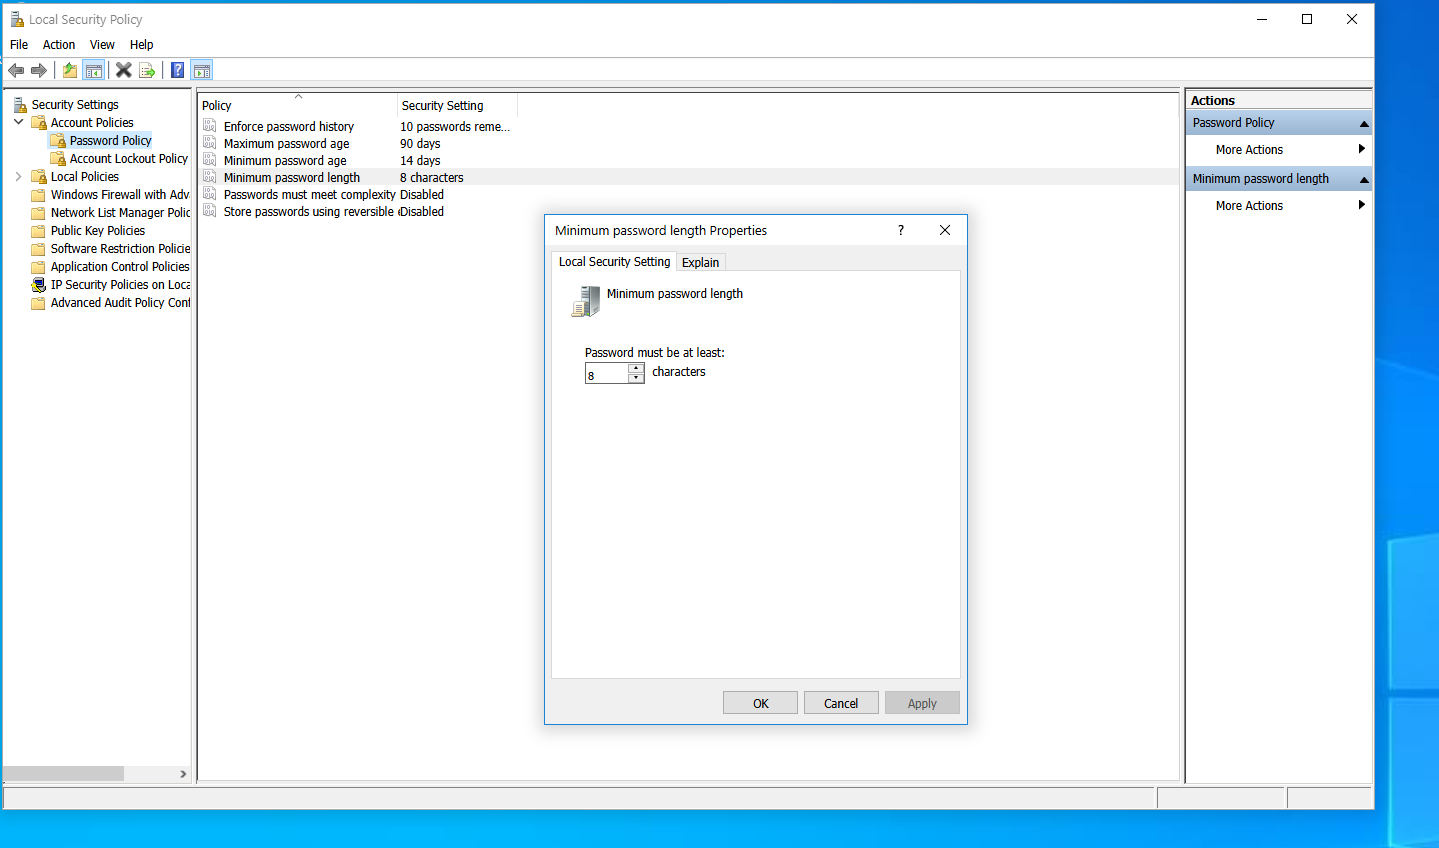 Local Security Policy
File Action View Help
Security Settings
Account Policies
Password Policy
Account Lockout Policy
Local Policies
Windows Firewall with Adv
Network List Manager Polic
Public Key Policies
Software Restriction Policie
Application Control Policies
IP Security Policies on Loca
Advanced Audit Policy Conf
Policy Security Setting
Enforce password history 10 passwords reme...
Maximum password age 90 days
Minimum password age 14 days
Minimum password length 8 characters
Passwords must meet complexity Disabled
Store passwords using reversible Disabled
Minimum password length Properties ?
Local Security Setting Explain
Minimum password length
Password must be at least:
8 characters
OK Cancel Apply
Actions
Password Policy
More Actions
Minimum password length
More Actions